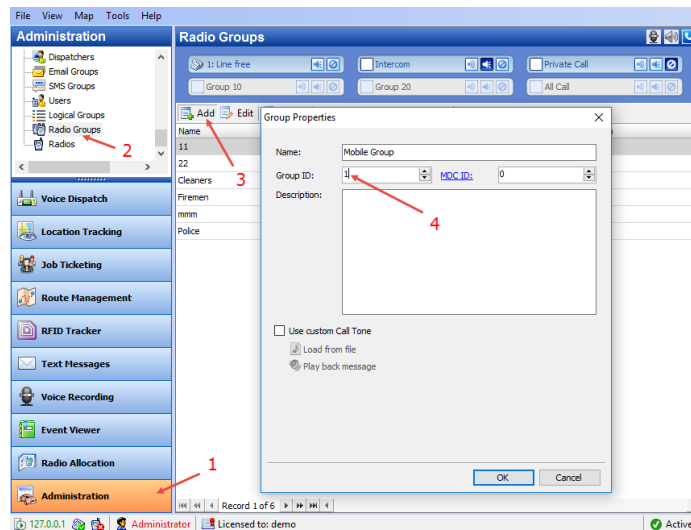 File View Map Tools Help
Administration
Radio Groups
Dispatchers
Email Groups
SMS Groups
Users
Logical Groups
Radio Groups
Radios
2
1: Line free
Intercom
Private Call
Group 10
Group 20
All Call
Add Edit
Name
11
22
Cleaners
Firemen
mmm
Police
3
Group Properties
Name: Mobile Group
Group ID: 1 MDC ID: 0
4
Description:
Use custom Call Tone
Load from file
Play back message
OK Cancel
Voice Dispatch
Location Tracking
Job Ticketing
Route Management
RFID Tracker
Text Messages
Voice Recording
Event Viewer
Radio Allocation
1
Administration
Record 1 of 6
127.0.0.1 Administrator Licensed to: demo Active